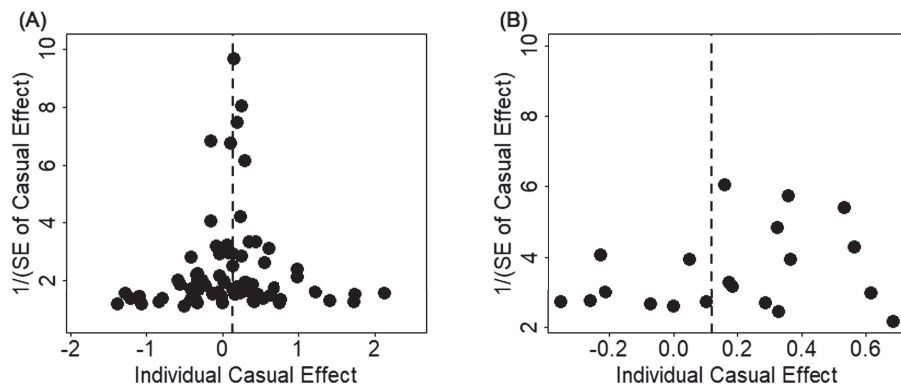 (A)
1/(SE of Casual Effect)
10
8
6
4
2
-2 -1 0 1 2
Individual Casual Effect
(B)
1/(SE of Casual Effect)
10
8
6
4
2
-0.2 0.0 0.2 0.4 0.6
Individual Casual Effect